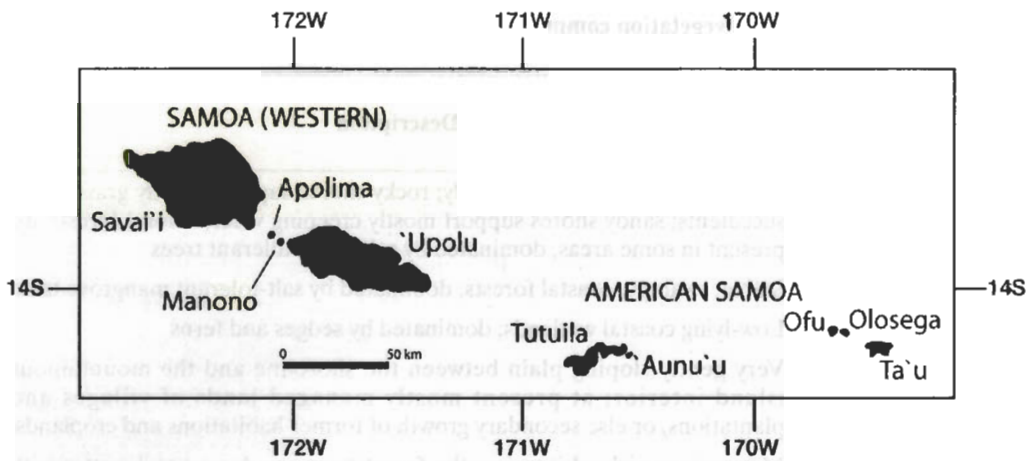 172W 171W 170W
SAMOA (WESTERN)
Apolima
Savai`i
`Upolu
14S 14S
Manono
AMERICAN SAMOA
Ofu Olosega
Tutuila
0 50 km
`Aunu`u
Ta`u
172W 171W 170W